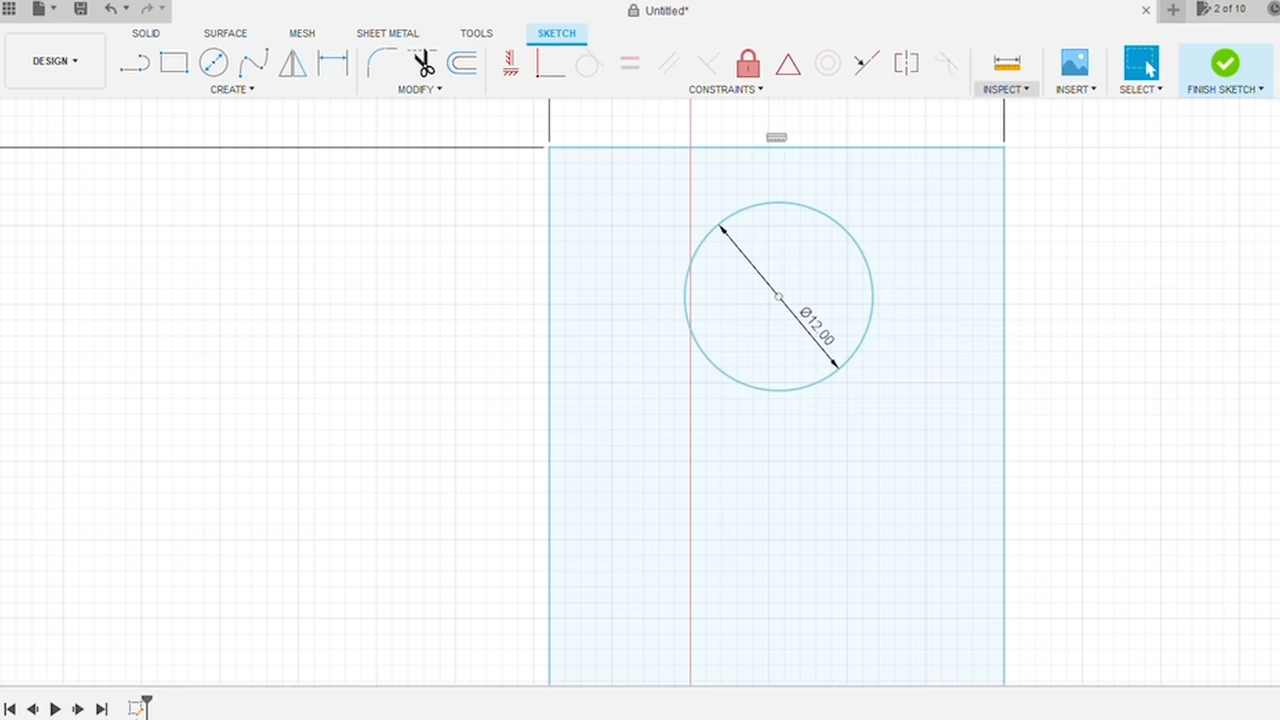 Untitled*
2 of 10
SOLID SURFACE MESH SHEET METAL TOOLS SKETCH
DESIGN
CREATE MODIFY CONSTRAINTS INSPECT INSERT SELECT FINISH SKETCH
Ø12.00